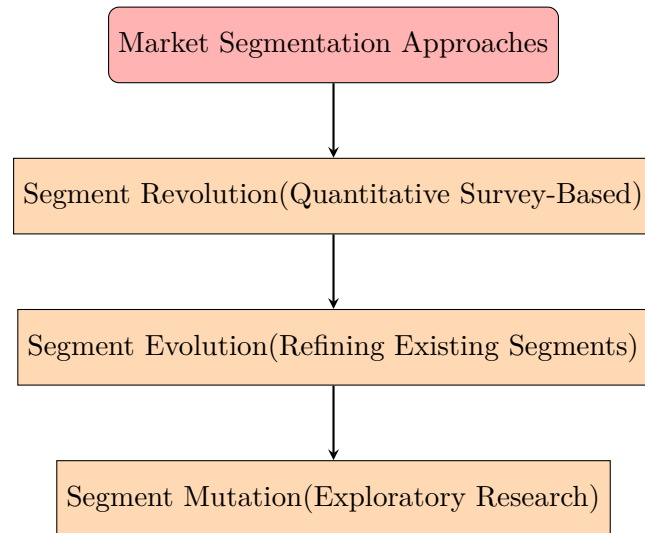 Market Segmentation Approaches
Segment Revolution(Quantitative Survey-Based)
Segment Evolution(Refining Existing Segments)
Segment Mutation(Exploratory Research)